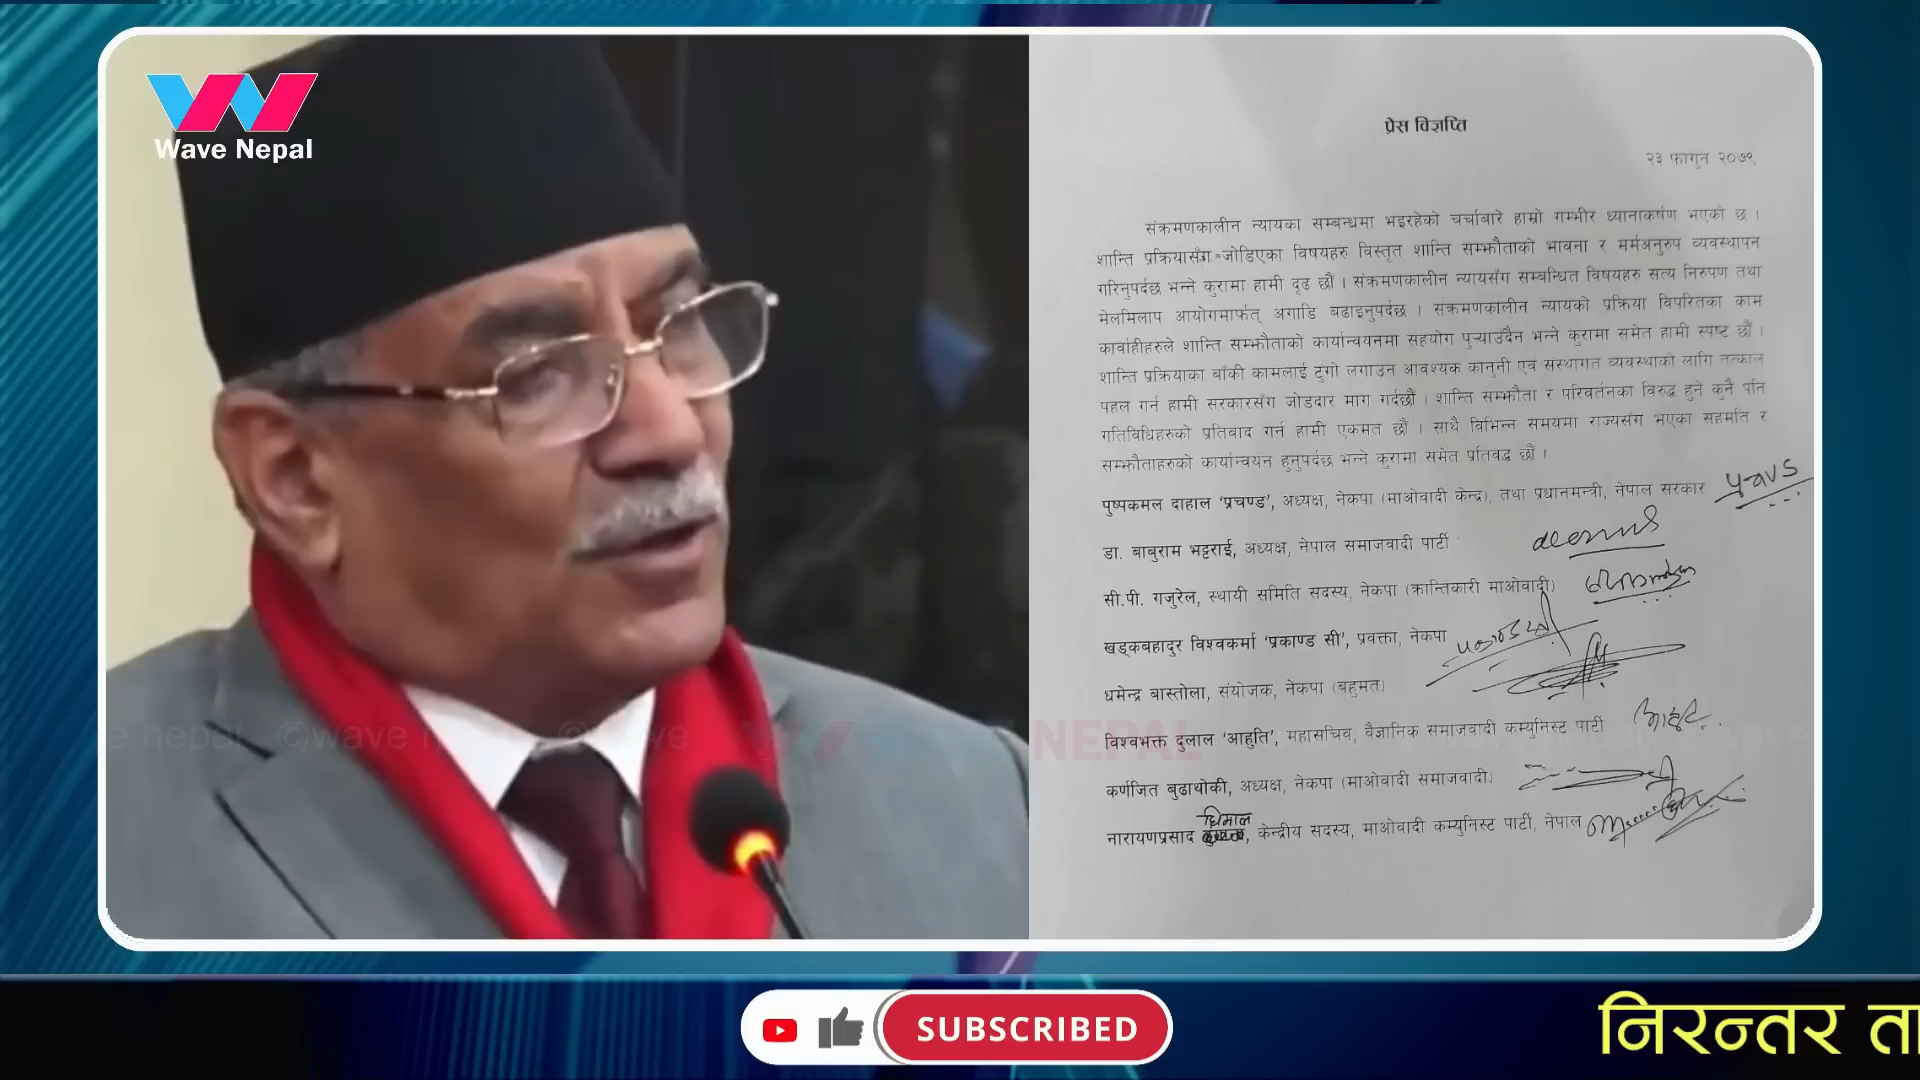 Wave Nepal
प्रेस विज्ञप्ति
२३ फागुन २०७९
संक्रमणकालीन न्यायका सम्बन्धमा भइरहेको चर्चाबारे हाम्रो गम्भीर ध्यानाकर्षण भएको छ ।
शान्ति प्रक्रियासँग जोडिएका विषयहरु विस्तृत शान्ति सम्झौताको भावना र मर्मअनुरुप व्यवस्थापन
गरिनुपर्दछ भन्ने कुरामा हामी दृढ छौं । संक्रमणकालीन न्यायसँग सम्बन्धित विषयहरु सत्य निरुपण तथा
मेलमिलाप आयोगमार्फत् अगाडि बढाइनुपर्दछ । संक्रमणकालीन न्यायको प्रक्रिया विपरितका काम
कार्वाहीहरुले शान्ति सम्झौताको कार्यान्वयनमा सहयोग पुऱ्याउँदैन भन्ने कुरामा समेत हामी स्पष्ट छौं ।
शान्ति प्रक्रियाका बाँकी कामलाई टुंगो लगाउन आवश्यक कानुनी एवं संस्थागत व्यवस्थाको लागि तत्काल
पहल गर्न हामी सरकारसँग जोडदार माग गर्दछौं । शान्ति सम्झौता र परिवर्तनका विरुद्ध हुने कुनै पनि
गतिविधिहरुको प्रतिवाद गर्न हामी एकमत छौं । साथै विभिन्न समयमा राज्यसँग भएका सहमति र
सम्झौताहरुको कार्यान्वयन हुनुपर्दछ भन्ने कुरामा समेत प्रतिवद्ध छौं ।
पुष्पकमल दाहाल ‘प्रचण्ड’, अध्यक्ष, नेकपा (माओवादी केन्द्र), तथा प्रधानमन्त्री, नेपाल सरकार
डा. बाबुराम भट्टराई, अध्यक्ष, नेपाल समाजवादी पार्टी
सी.पी. गजुरेल, स्थायी समिति सदस्य, नेकपा (क्रान्तिकारी माओवादी)
खड्कबहादुर विश्वकर्मा ‘प्रकाण्ड सी’, प्रवक्ता, नेकपा
धर्मेन्द्र बास्तोला, संयोजक, नेकपा (बहुमत)
विश्वभक्त दुलाल ‘आहुति’, महासचिव, वैज्ञानिक समाजवादी कम्युनिस्ट पार्टी
कर्णजित बुढाथोकी, अध्यक्ष, नेकपा (माओवादी समाजवादी)
धिमाल
नारायणप्रसाद , केन्द्रीय सदस्य, माओवादी कम्युनिस्ट पार्टी, नेपाल
©wave NEPAL
SUBSCRIBED
निरन्तर ता